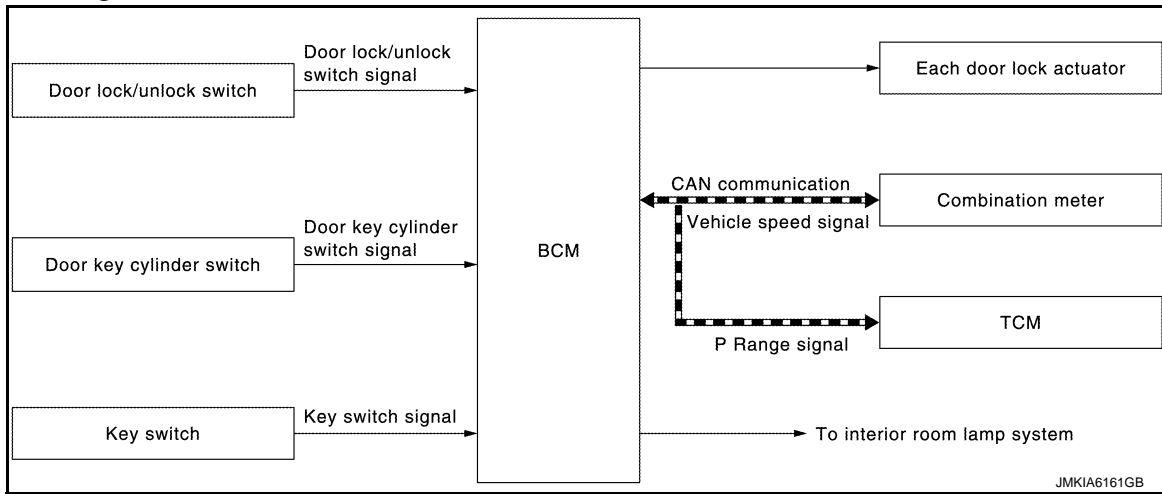 Door lock/unlock
switch signal
Door lock/unlock switch
Each door lock actuator
CAN communication
Combination meter
Vehicle speed signal
Door key cylinder
switch signal
BCM
Door key cylinder switch
TCM
P Range signal
Key switch signal
Key switch
To interior room lamp system
JMKIA6161GB